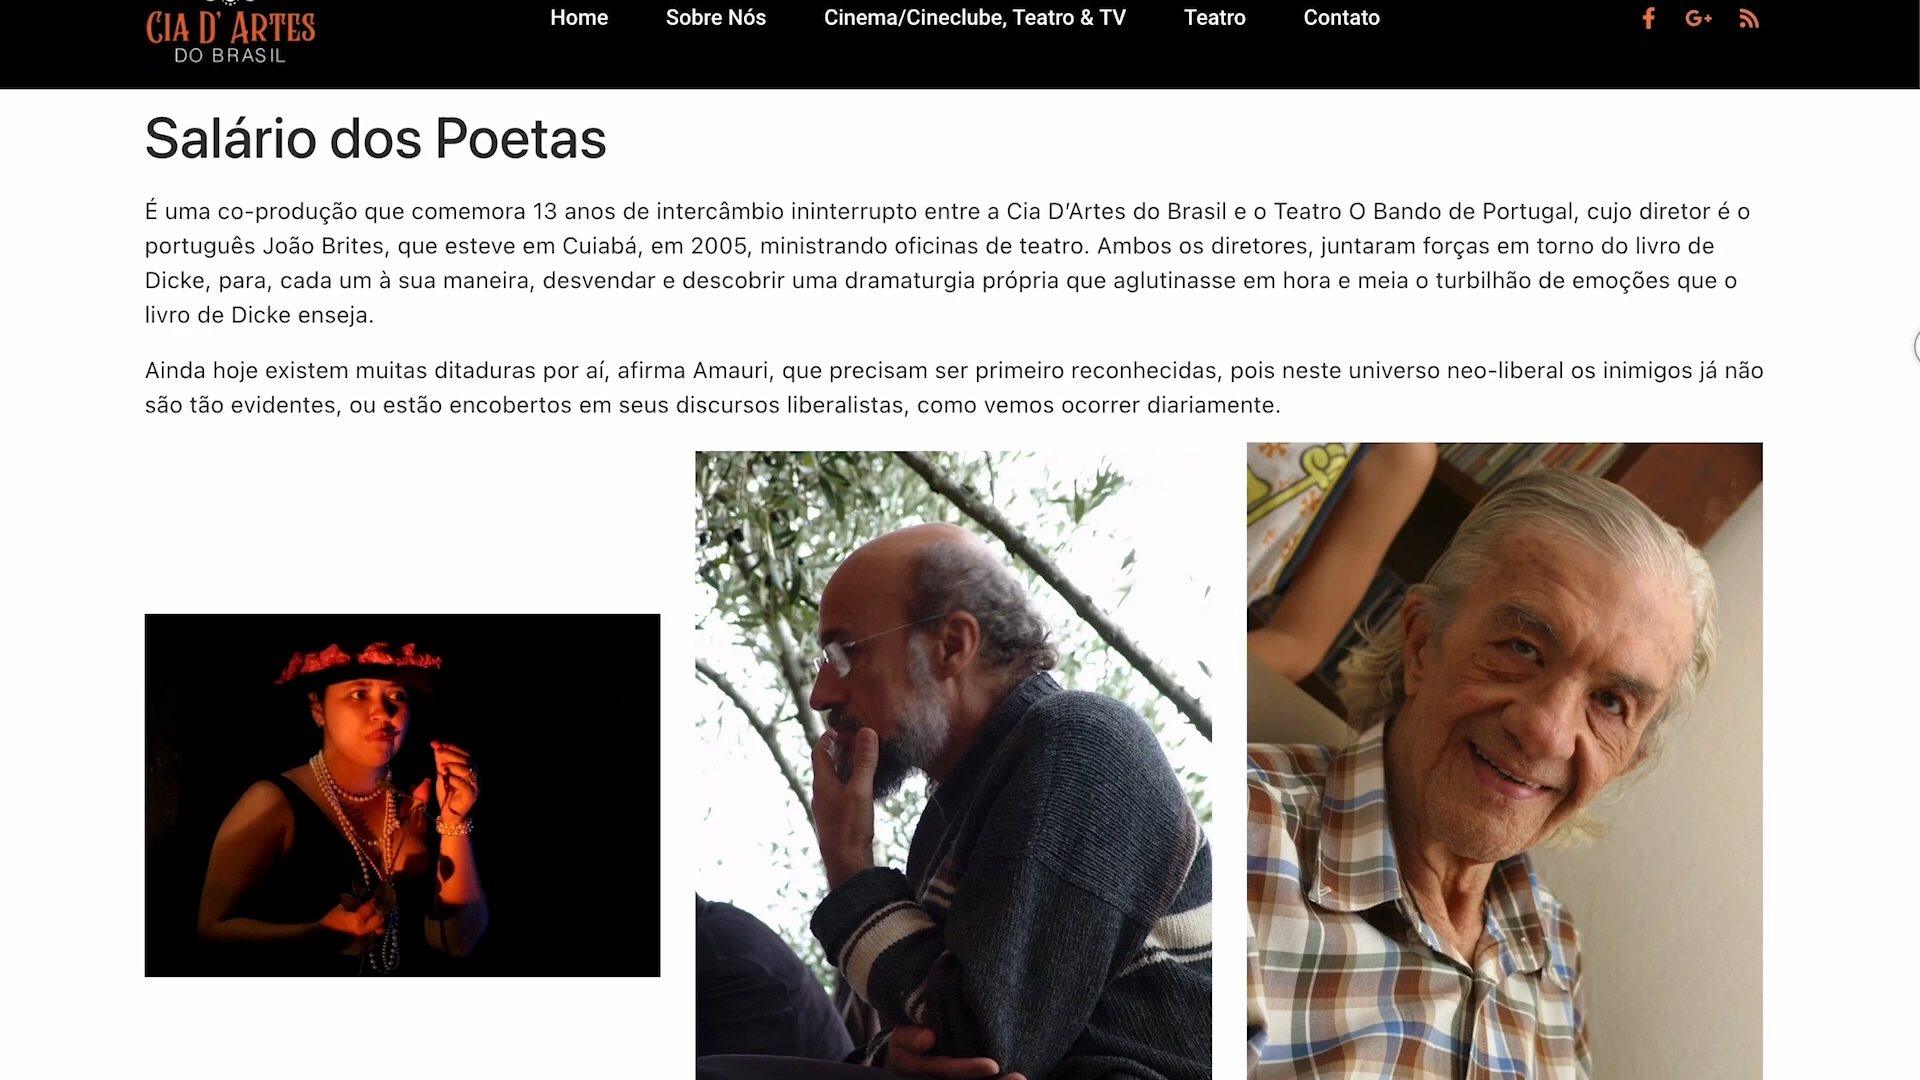 CIA D' ARTES
DO BRASIL
Home
Sobre Nós
Cinema/Cineclube, Teatro & TV
Teatro
Contato
G+
Salário dos Poetas
É uma co-produção que comemora 13 anos de intercâmbio ininterrupto entre a Cia D’Artes do Brasil e o Teatro O Bando de Portugal, cujo diretor é o
português João Brites, que esteve em Cuiabá, em 2005, ministrando oficinas de teatro. Ambos os diretores, juntaram forças em torno do livro de
Dicke, para, cada um à sua maneira, desvendar e descobrir uma dramaturgia própria que aglutinasse em hora e meia o turbilhão de emoções que o
livro de Dicke enseja.
Ainda hoje existem muitas ditaduras por aí, afirma Amauri, que precisam ser primeiro reconhecidas, pois neste universo neo-liberal os inimigos já não
são tão evidentes, ou estão encobertos em seus discursos liberalistas, como vemos ocorrer diariamente.